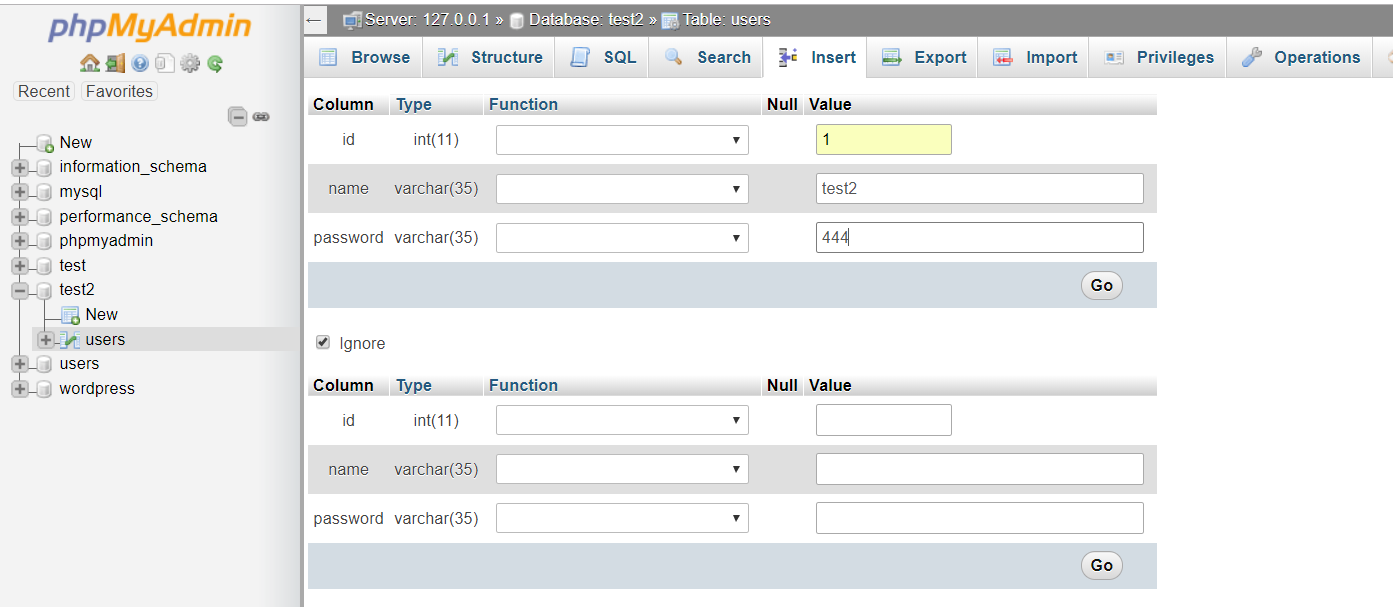 phpMyAdmin
Recent Favorites
New
information_schema
mysql
performance_schema
phpmyadmin
test
test2
New
users
users
wordpress
← Server: 127.0.0.1 » Database: test2 » Table: users
Browse Structure SQL Search Insert Export Import Privileges Operations
Column Type Function Null Value
id int(11) 1
name varchar(35) test2
password varchar(35) 444
Go
Ignore
Column Type Function Null Value
id int(11)
name varchar(35)
password varchar(35)
Go